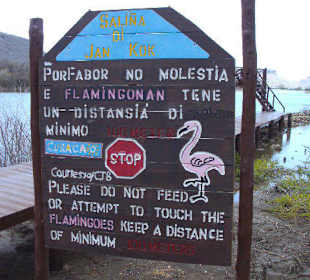 SALIÑA
DI
JAN KOK
PORFABOR NO MOLESTIA
E FLAMINGONAN TENE
UN DISTANSIA DI
MINIMO
CURAÇAO
STOP
COURTESY/CTB
PLEASE DO NOT FEED
OR ATTEMPT TO TOUCH THE
FLAMINGOES KEEP A DISTANCE
OF MINIMUM